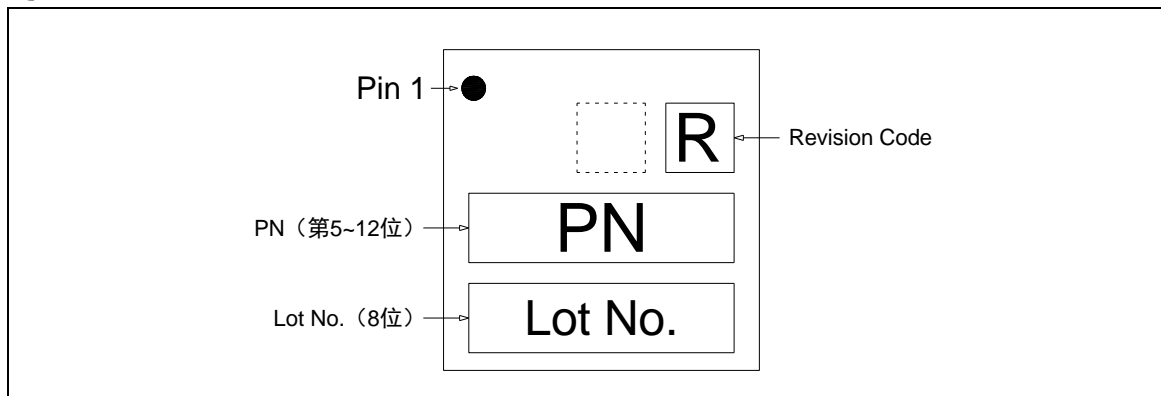 Pin 1
R
Revision Code
PN（第5~12位）
PN
Lot No.（8位）
Lot No.